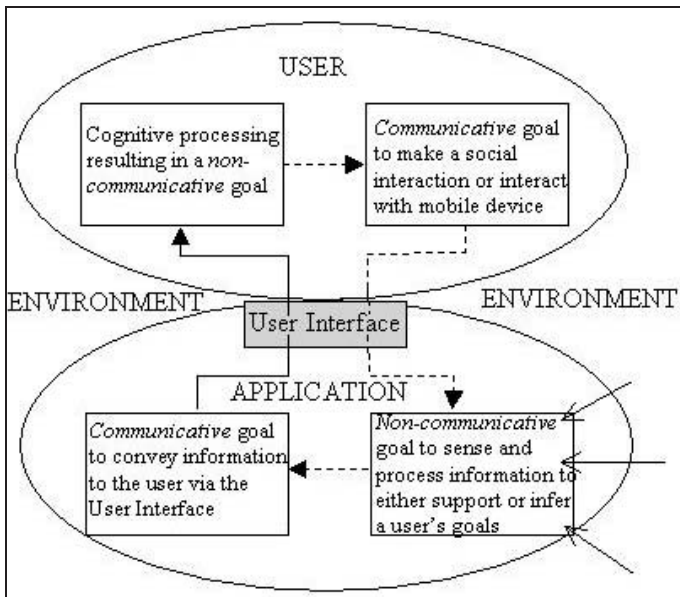 USER
Cognitive processing
resulting in a non-
communicative goal
Communicative goal
to make a social
interaction or interact
with mobile device
ENVIRONMENT
ENVIRONMENT
User Interface
APPLICATION
Communicative goal
to convey information
to the user via the
User Interface
Non-communicative
goal to sense and
process information to
either support or infer
a user's goals